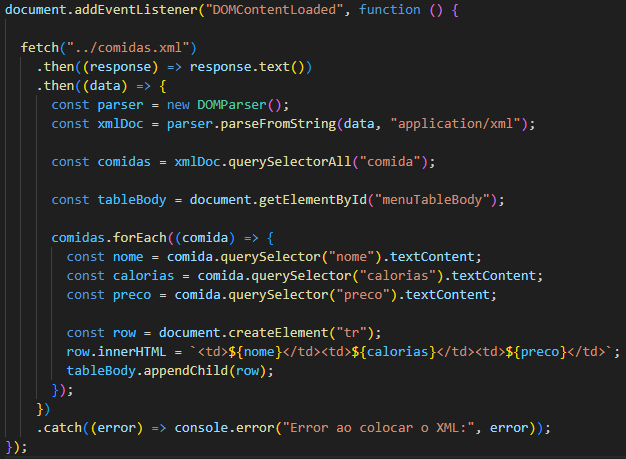 document.addEventListener("DOMContentLoaded", function () {
fetch("../comidas.xml")
.then((response) => response.text())
.then((data) => {
const parser = new DOMParser();
const xmlDoc = parser.parseFromString(data, "application/xml");
const comidas = xmlDoc.querySelectorAll("comida");
const tableBody = document.getElementById("menuTableBody");
comidas.forEach((comida) => {
const nome = comida.querySelector("nome").textContent;
const calorias = comida.querySelector("calorias").textContent;
const preco = comida.querySelector("preco").textContent;
const row = document.createElement("tr");
row.innerHTML = `<td>${nome}</td><td>${calorias}</td><td>${preco}</td>`;
tableBody.appendChild(row);
});
})
.catch((error) => console.error("Error ao colocar o XML:", error));
});